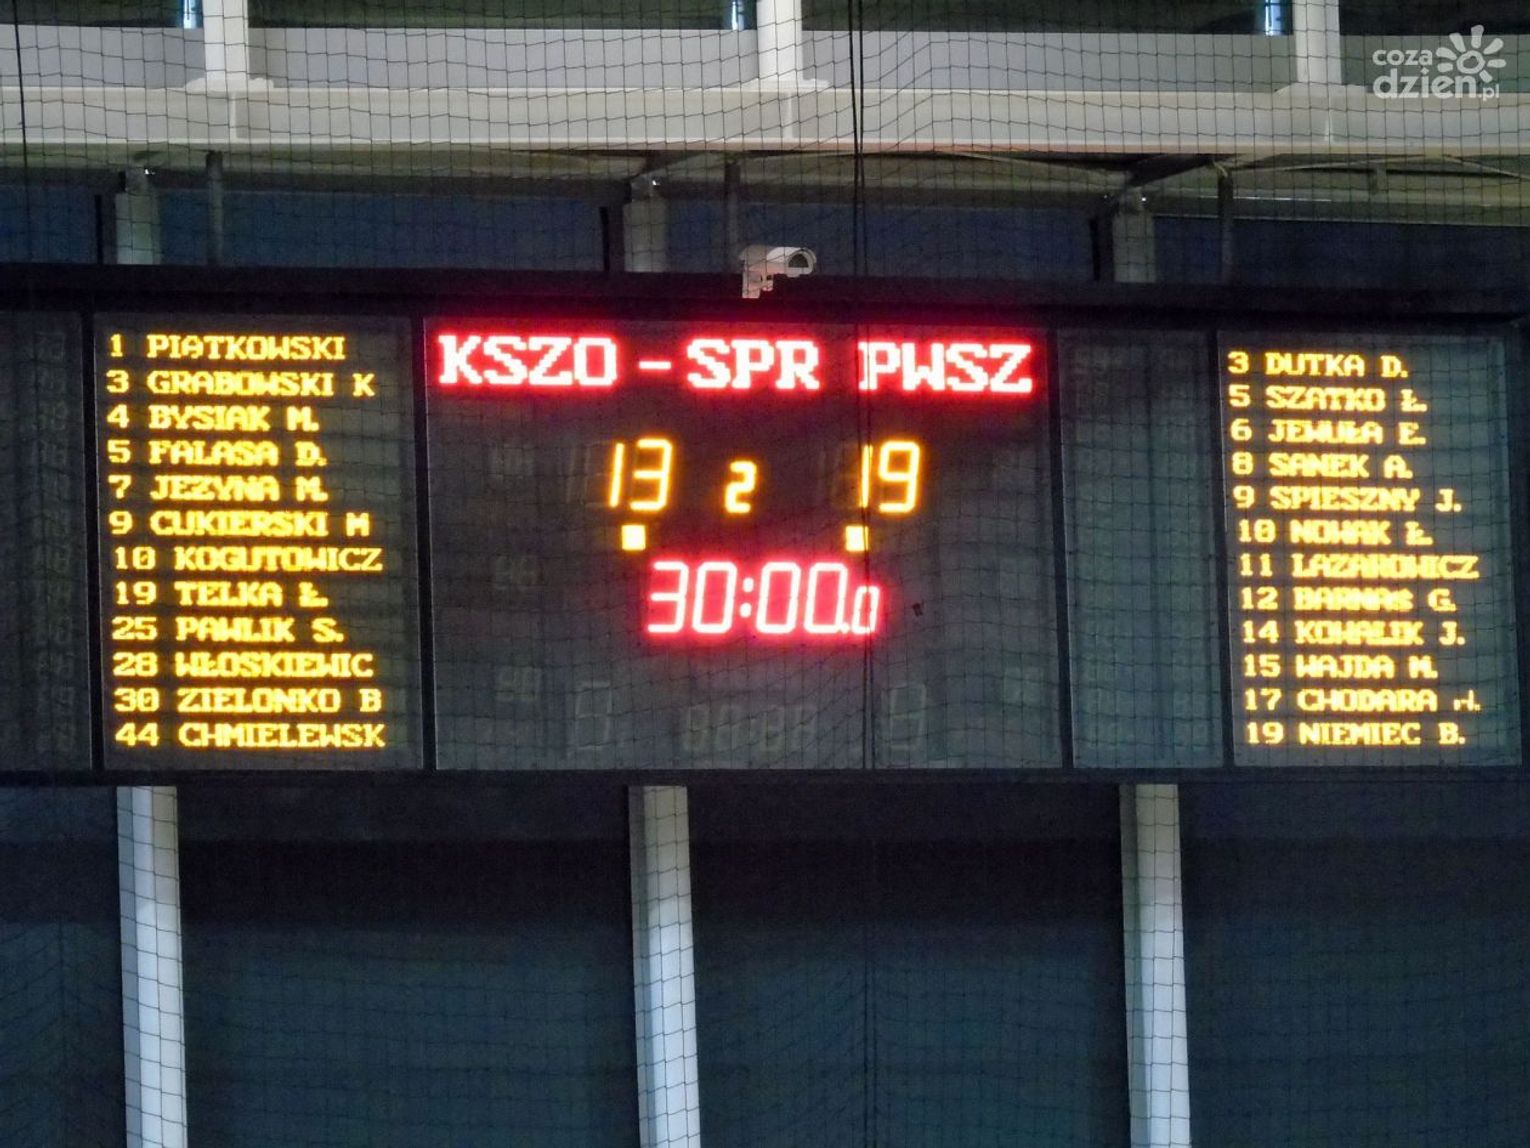 coza
dzien.pl
1 PIĄTKOWSKI
3 GRABOWSKI K
4 BYSIAK M.
5 FALASA D.
7 JEZYNA M.
9 CUKIERSKI M
10 KOGUTOWICZ
19 TELKA Ł.
25 PAWLIK S.
28 WŁOSKIEWIC
30 ZIELONKO B
44 CHMIELEWSK
KSZO - SPR PWSZ
13 2 19
30:00.0
3 DUTKA D.
5 SZATKO Ł.
6 JEWUŁA E.
8 SANEK A.
9 SPIESZNY J.
10 NOWAK Ł.
11 LAZAROWICZ
12 BARNAŚ G.
14 KOWALIK J.
15 WAJDA M.
17 CHODARA
19 NIEMIEC B.